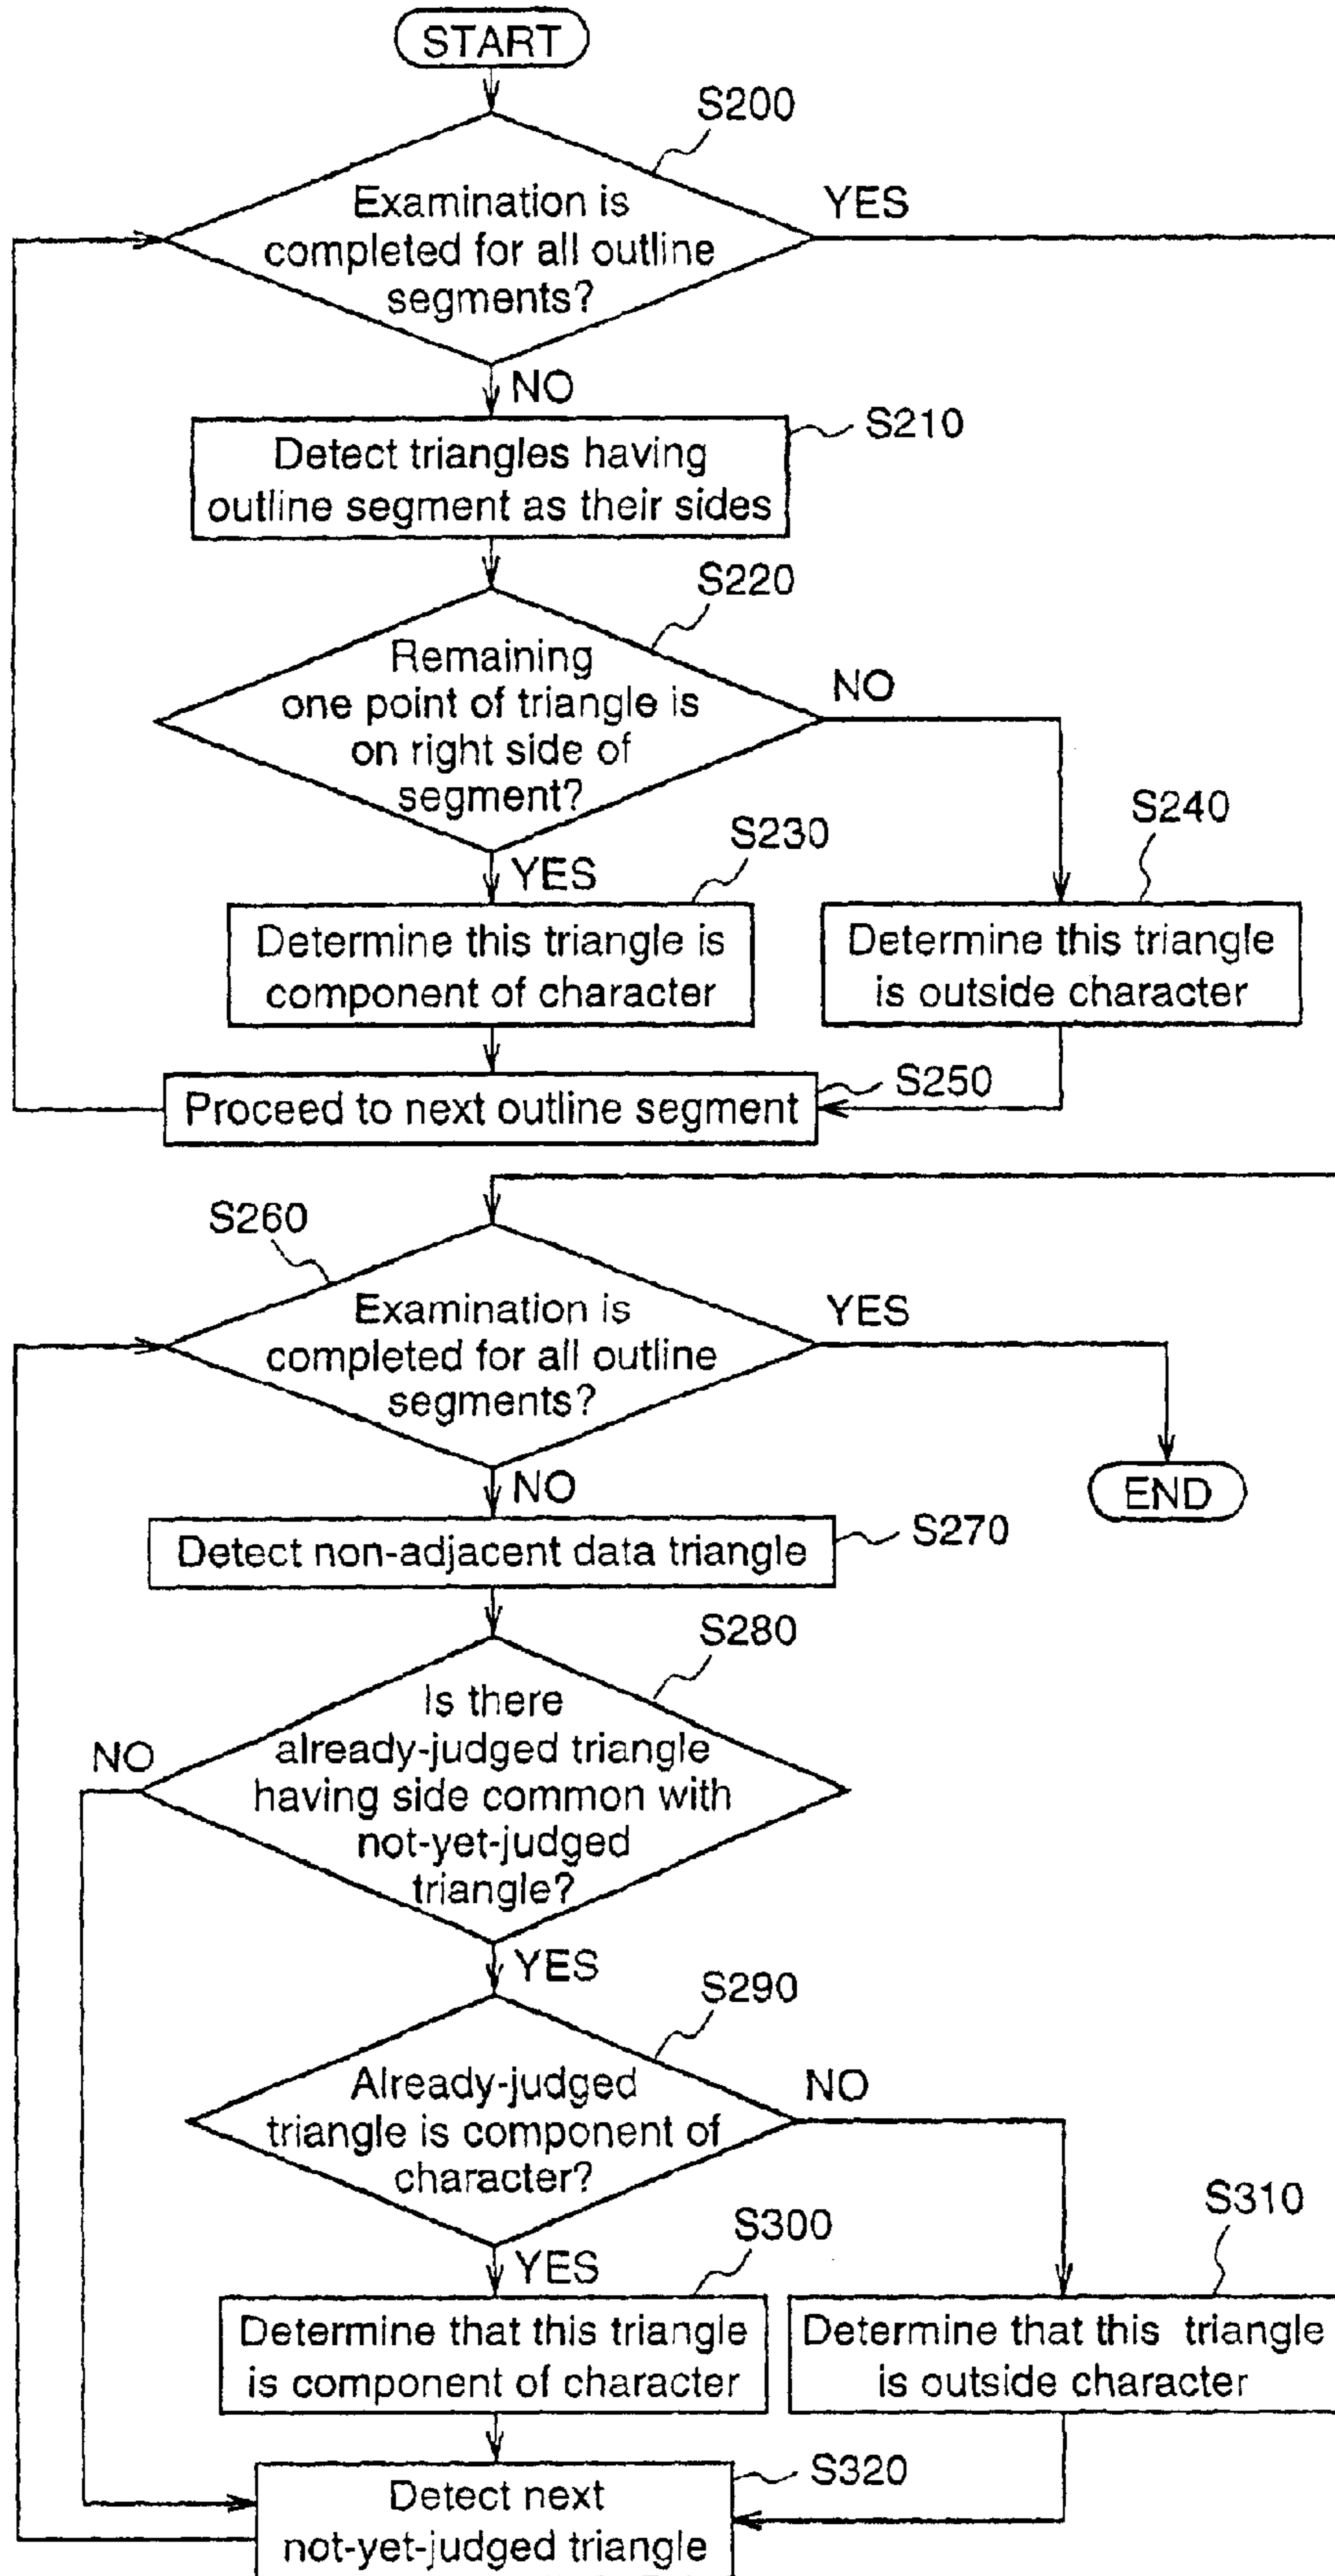 START
S200
Examination is
completed for all outline
segments?
YES
NO
S210
Detect triangles having
outline segment as their sides
S220
Remaining
one point of triangle is
on right side of
segment?
NO
YES
S230
Determine this triangle is
component of character
S240
Determine this triangle
is outside character
S250
Proceed to next outline segment
S260
Examination is
completed for all outline
segments?
YES
END
NO
S270
Detect non-adjacent data triangle
S280
Is there
already-judged triangle
having side common with
not-yet-judged
triangle?
NO
YES
S290
Already-judged
triangle is component of
character?
NO
YES
S300
Determine that this triangle
is component of character
S310
Determine that this triangle
is outside character
S320
Detect next
not-yet-judged triangle